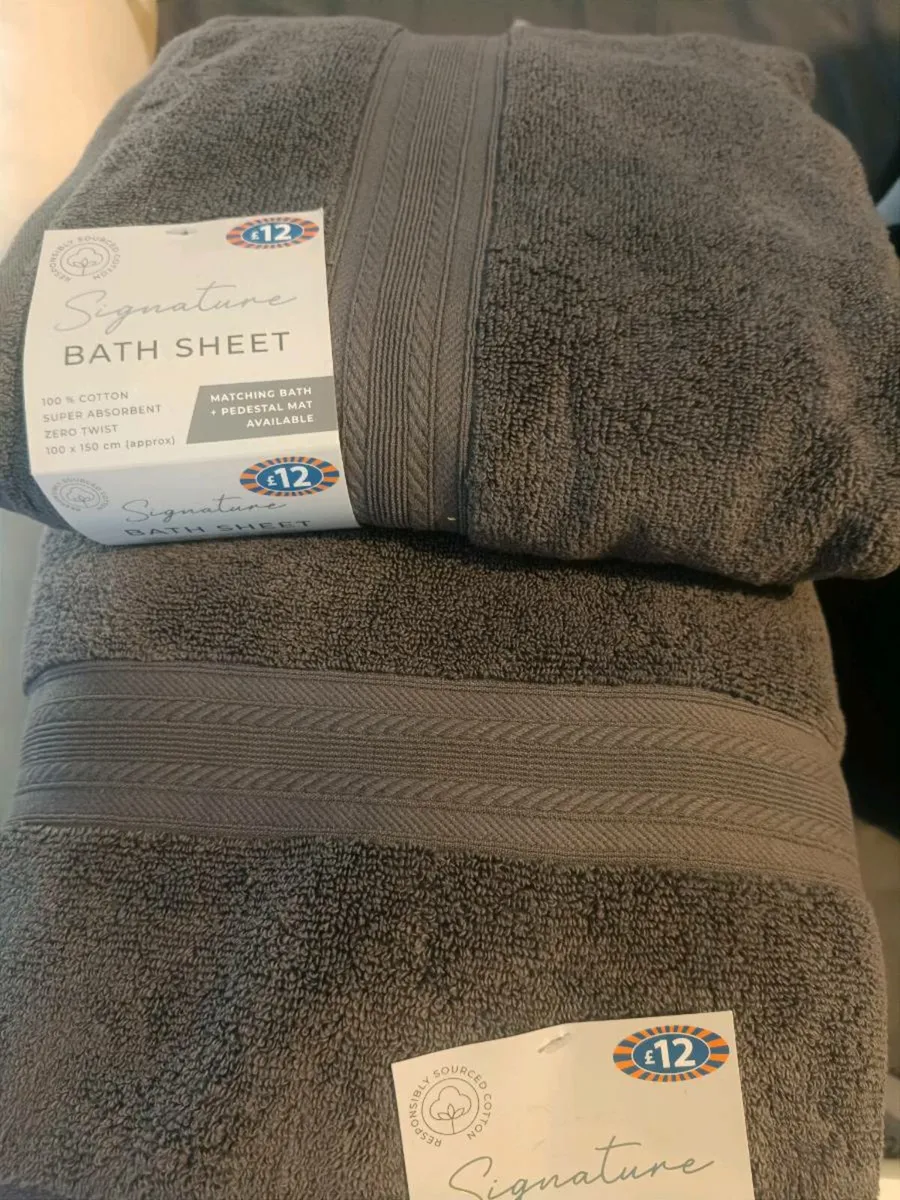 RESPONSIBLY SOURCED COTTON
£12
Signature
BATH SHEET
100 % COTTON
SUPER ABSORBENT
ZERO TWIST
100 x 150 cm (approx)
MATCHING BATH
+ PEDESTAL MAT
AVAILABLE
£12
Signature
BATH SHEET
RESPONSIBLY SOURCED COTTON
£12
Signature